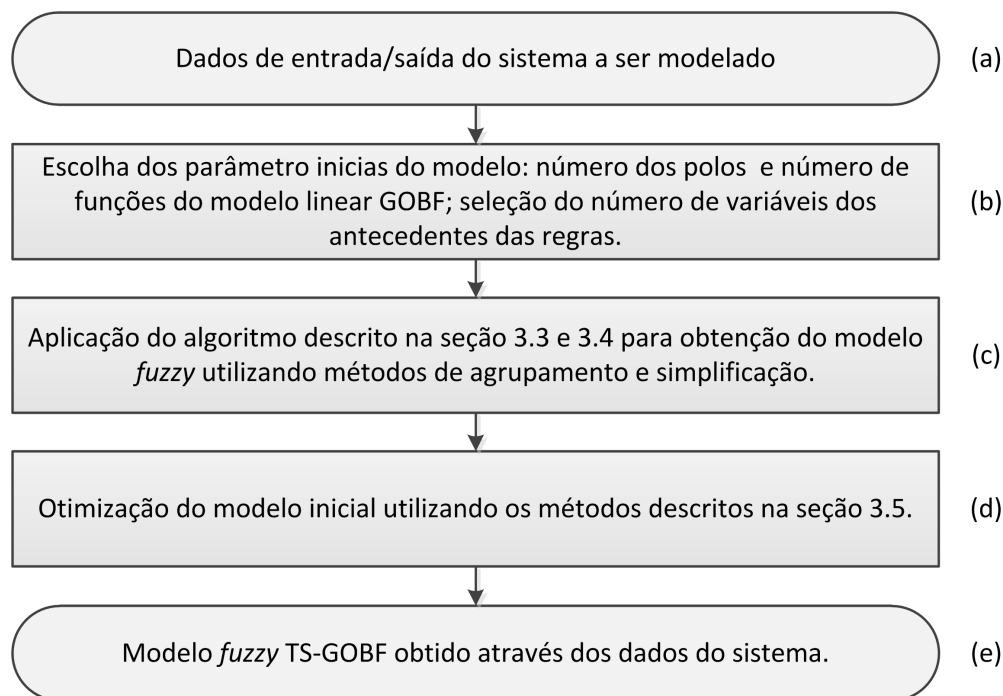 Dados de entrada/saída do sistema a ser modelado
(a)
Escolha dos parâmetro inicias do modelo: número dos polos e número de
funções do modelo linear GOBF; seleção do número de variáveis dos
antecedentes das regras.
(b)
Aplicação do algoritmo descrito na seção 3.3 e 3.4 para obtenção do modelo
fuzzy utilizando métodos de agrupamento e simplificação.
(c)
Otimização do modelo inicial utilizando os métodos descritos na seção 3.5.
(d)
Modelo fuzzy TS-GOBF obtido através dos dados do sistema.
(e)